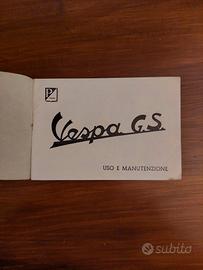 Vespa G.S.
USO E MANUTENZIONE
subito